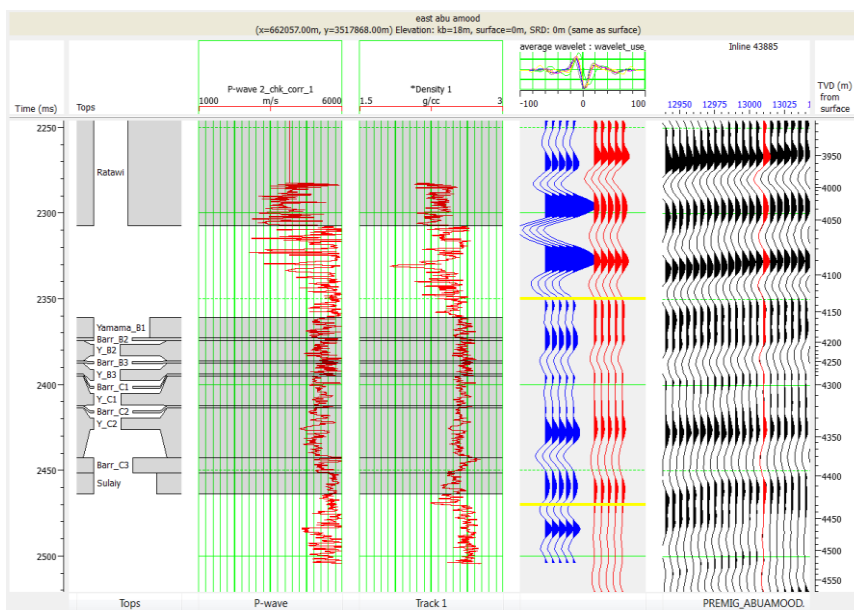 east abu amood
(x=662057.00m, y=3517868.00m) Elevation: kb=18m, surface=0m, SRD: 0m (same as surface)
average wavelet : wavelet_use_
Inline 43885
P-wave 2_chk_corr_1
*Density 1
TVD (m)
from
surface
Time (ms)
Tops
1000 m/s 6000
1.5 g/cc 3
-100 0 100
12950 12975 13000 13025 1
2250
2300
2350
2400
2450
2500
Ratawi
Yamama_B1
Barr_B2
Y_B2
Barr_B3
Y_B3
Barr_C1
Y_C1
Barr_C2
Y_C2
Barr_C3
Sulaiy
3950
4000
4050
4100
4150
4200
4250
4300
4350
4400
4450
4500
4550
Tops
P-wave
Track 1
PREMIG_ABUAMOOD.